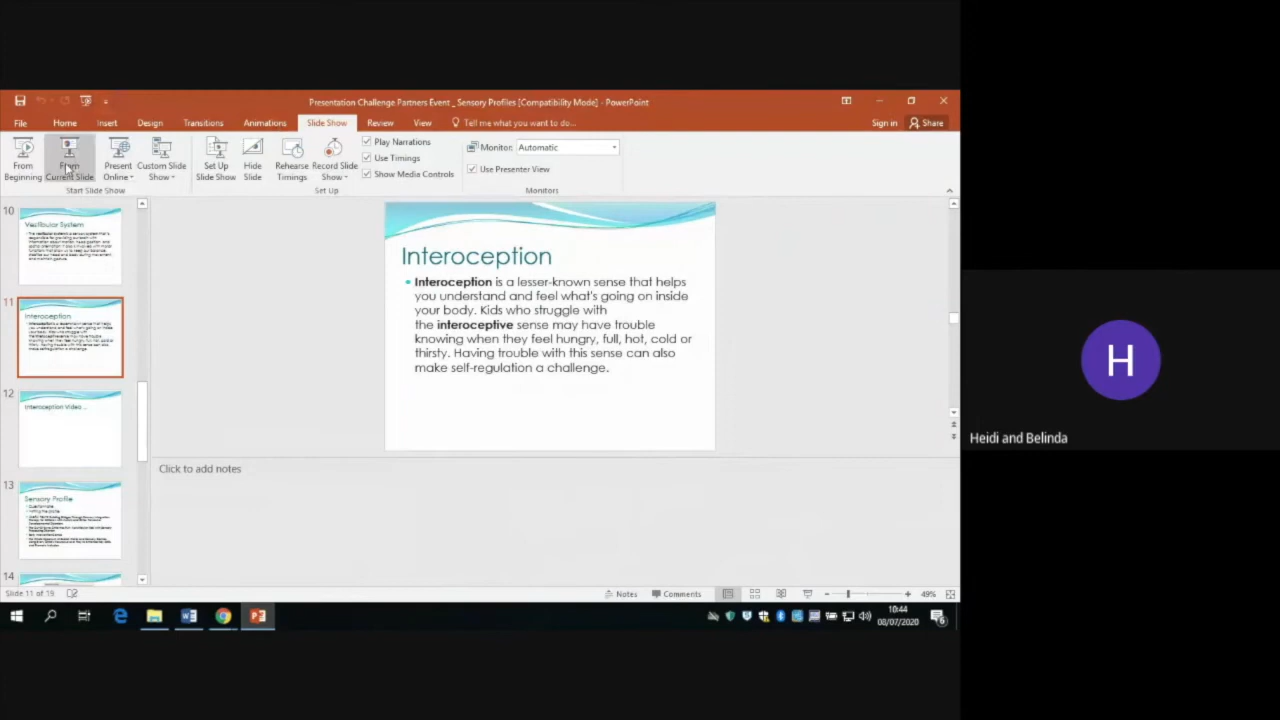 Presentation Challenge Partners Event _ Sensory Profiles [Compatibility Mode] - PowerPoint
File Home Insert Design Transitions Animations Slide Show Review View Tell me what you want to do... Sign in Share
From Beginning
From Current Slide
Present Online
Custom Slide Show
Set Up Slide Show
Hide Slide
Rehearse Timings
Record Slide Show
Play Narrations
Use Timings
Show Media Controls
Monitor: Automatic
Use Presenter View
Start Slide Show
Set Up
Monitors
10
Vestibular System
11
Interoception
12
Interoception Video ..
13
Sensory Profile
14
Interoception
Interoception is a lesser-known sense that helps
you understand and feel what's going on inside
your body. Kids who struggle with
the interoceptive sense may have trouble
knowing when they feel hungry, full, hot, cold or
thirsty. Having trouble with this sense can also
make self-regulation a challenge.
Click to add notes
Slide 11 of 19
Notes
Comments
49%
10:44
08/07/2020
H
Heidi and Belinda